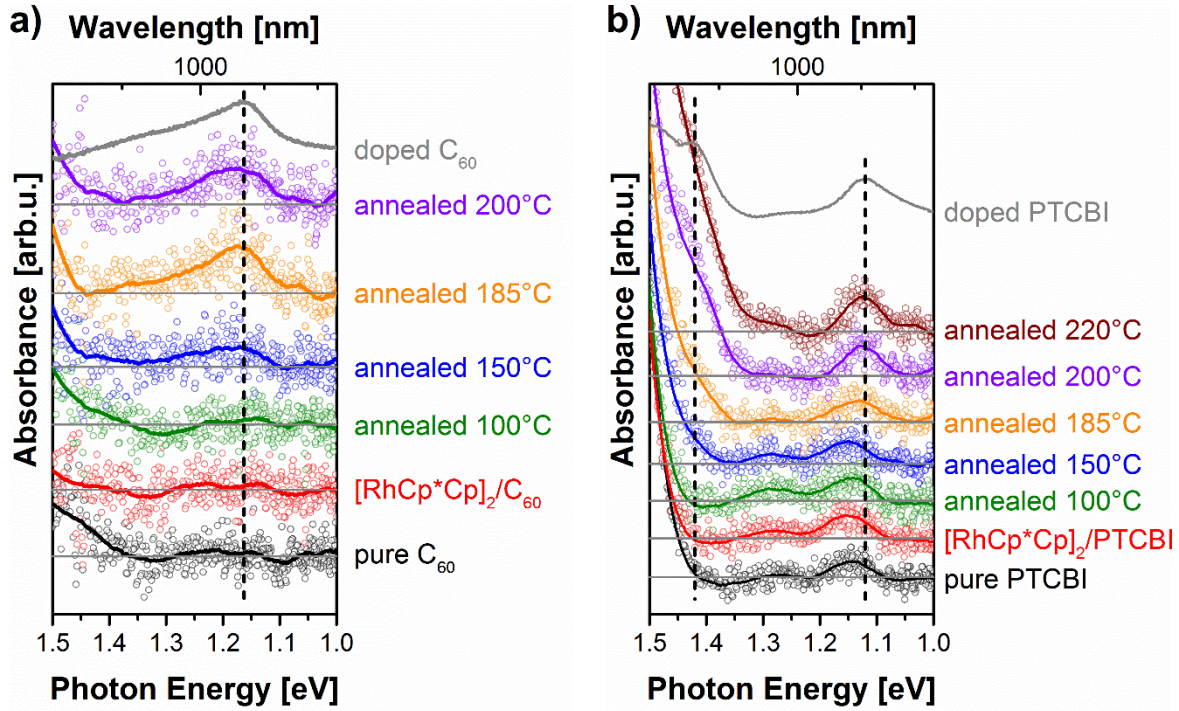 a)
Wavelength [nm]
1000
Absorbance [arb.u.]
doped C₆₀
annealed 200°C
annealed 185°C
annealed 150°C
annealed 100°C
[RhCp*Cp]₂/C₆₀
pure C₆₀
1.5 1.4 1.3 1.2 1.1 1.0
Photon Energy [eV]
b)
Wavelength [nm]
1000
Absorbance [arb.u.]
doped PTCBI
annealed 220°C
annealed 200°C
annealed 185°C
annealed 150°C
annealed 100°C
[RhCp*Cp]₂/PTCBI
pure PTCBI
1.5 1.4 1.3 1.2 1.1 1.0
Photon Energy [eV]